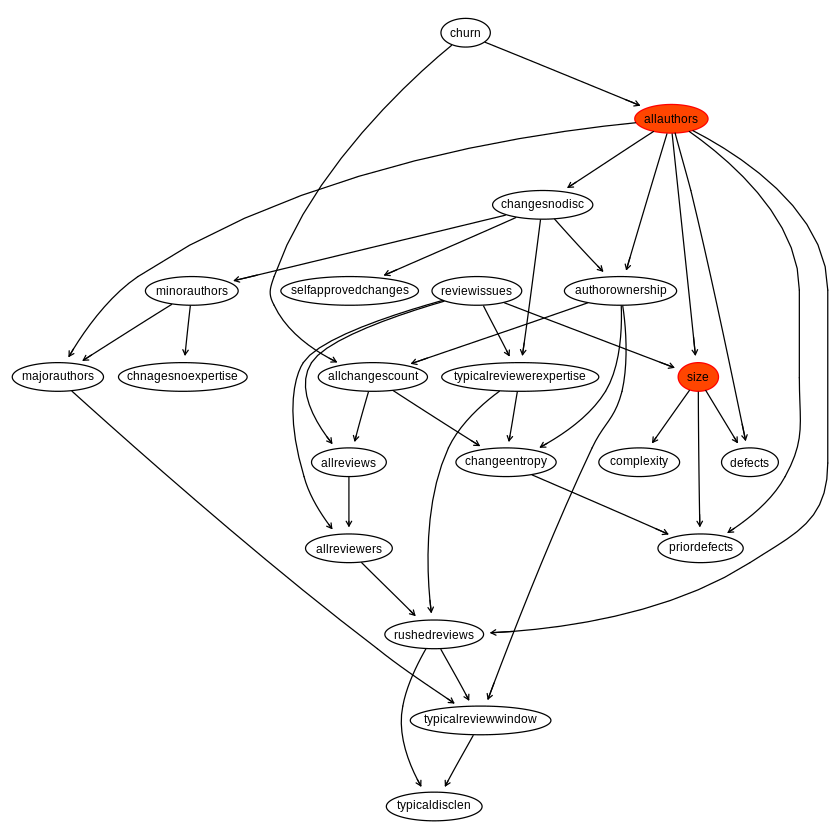 churn
allauthors
changesnodisc
minorauthors
selfapprovedchanges
reviewissues
authorownership
majorauthors
chnagesnoexpertise
allchangescount
typicalreviewerexpertise
size
allreviews
changeentropy
complexity
defects
allreviewers
priordefects
rushedreviews
typicalreviewwindow
typicaldisclen